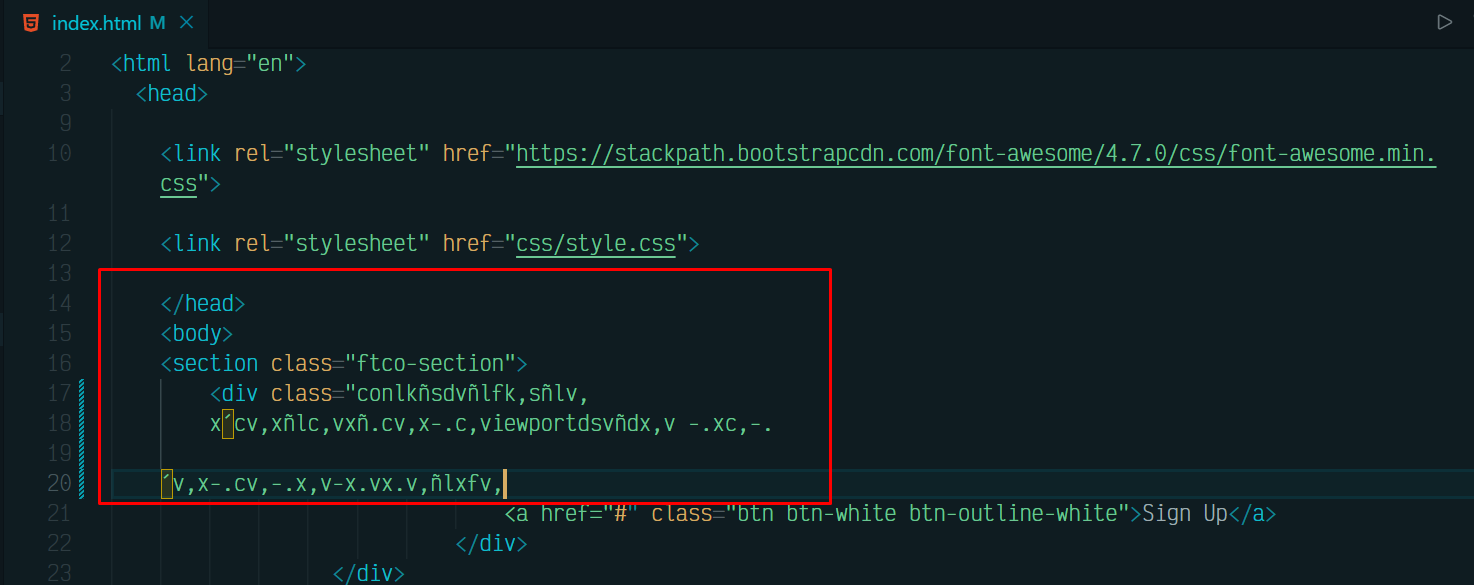 index.html M
2 <html lang="en">
3 <head>
9
10 <link rel="stylesheet" href="https://stackpath.bootstrapcdn.com/font-awesome/4.7.0/css/font-awesome.min.
css">
11
12 <link rel="stylesheet" href="css/style.css">
13
14 </head>
15 <body>
16 <section class="ftco-section">
17 <div class="conlkñsdvñlfk,sñlv,
18 x´cv,xñlc,vxñ.cv,x-.c,viewportdsvñdx,v -.xc,-.
19
20 ´v,x-.cv,-.x,v-x.vx.v,ñlxfv,
21 <a href="#" class="btn btn-white btn-outline-white">Sign Up</a>
22 </div>
23 </div>